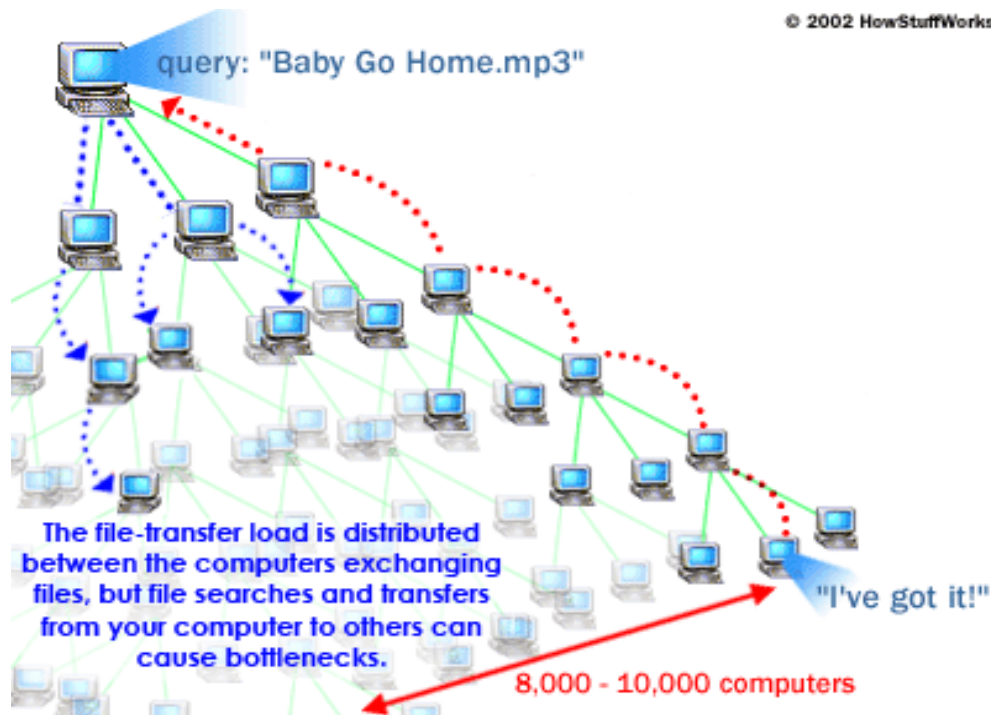 © 2002 HowStuffWorks
query: "Baby Go Home.mp3"
The file-transfer load is distributed
between the computers exchanging
files, but file searches and transfers
from your computer to others can
cause bottlenecks.
"I've got it!"
8,000 - 10,000 computers